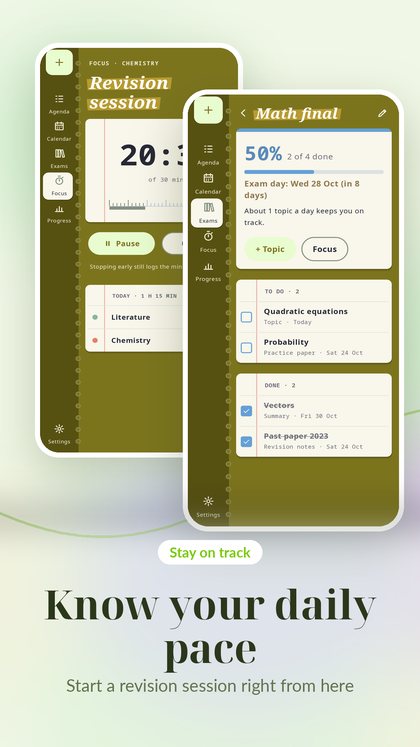 FOCUS · CHEMISTRY
Revision
session
Agenda
Calendar
Exams
Focus
Progress
20:3
of 30 min
Pause
Stopping early still logs the min
TODAY · 1 H 15 MIN
Literature
Chemistry
Settings
Math final
Agenda
Calendar
Exams
Focus
Progress
50% 2 of 4 done
Exam day: Wed 28 Oct (in 8
days)
About 1 topic a day keeps you on
track.
+ Topic
Focus
TO DO · 2
Quadratic equations
Topic · Today
Probability
Practice paper · Sat 24 Oct
DONE · 2
Vectors
Summary · Fri 30 Oct
Past paper 2023
Revision notes · Sat 24 Oct
Settings
Stay on track
Know your daily
pace
Start a revision session right from here